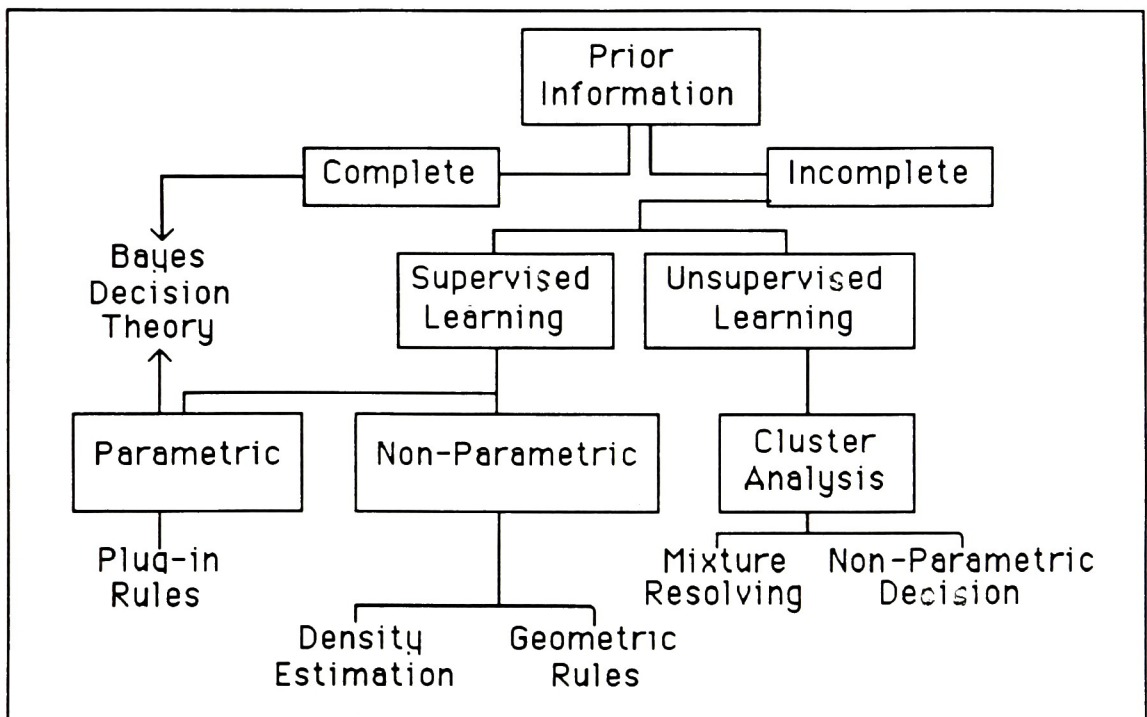 Prior
Information
Complete
Incomplete
Bayes
Decision
Theory
Supervised
Learning
Unsupervised
Learning
Parametric
Non-Parametric
Cluster
Analysis
Plug-in
Rules
Mixture
Resolving
Non-Parametric
Decision
Density
Estimation
Geometric
Rules